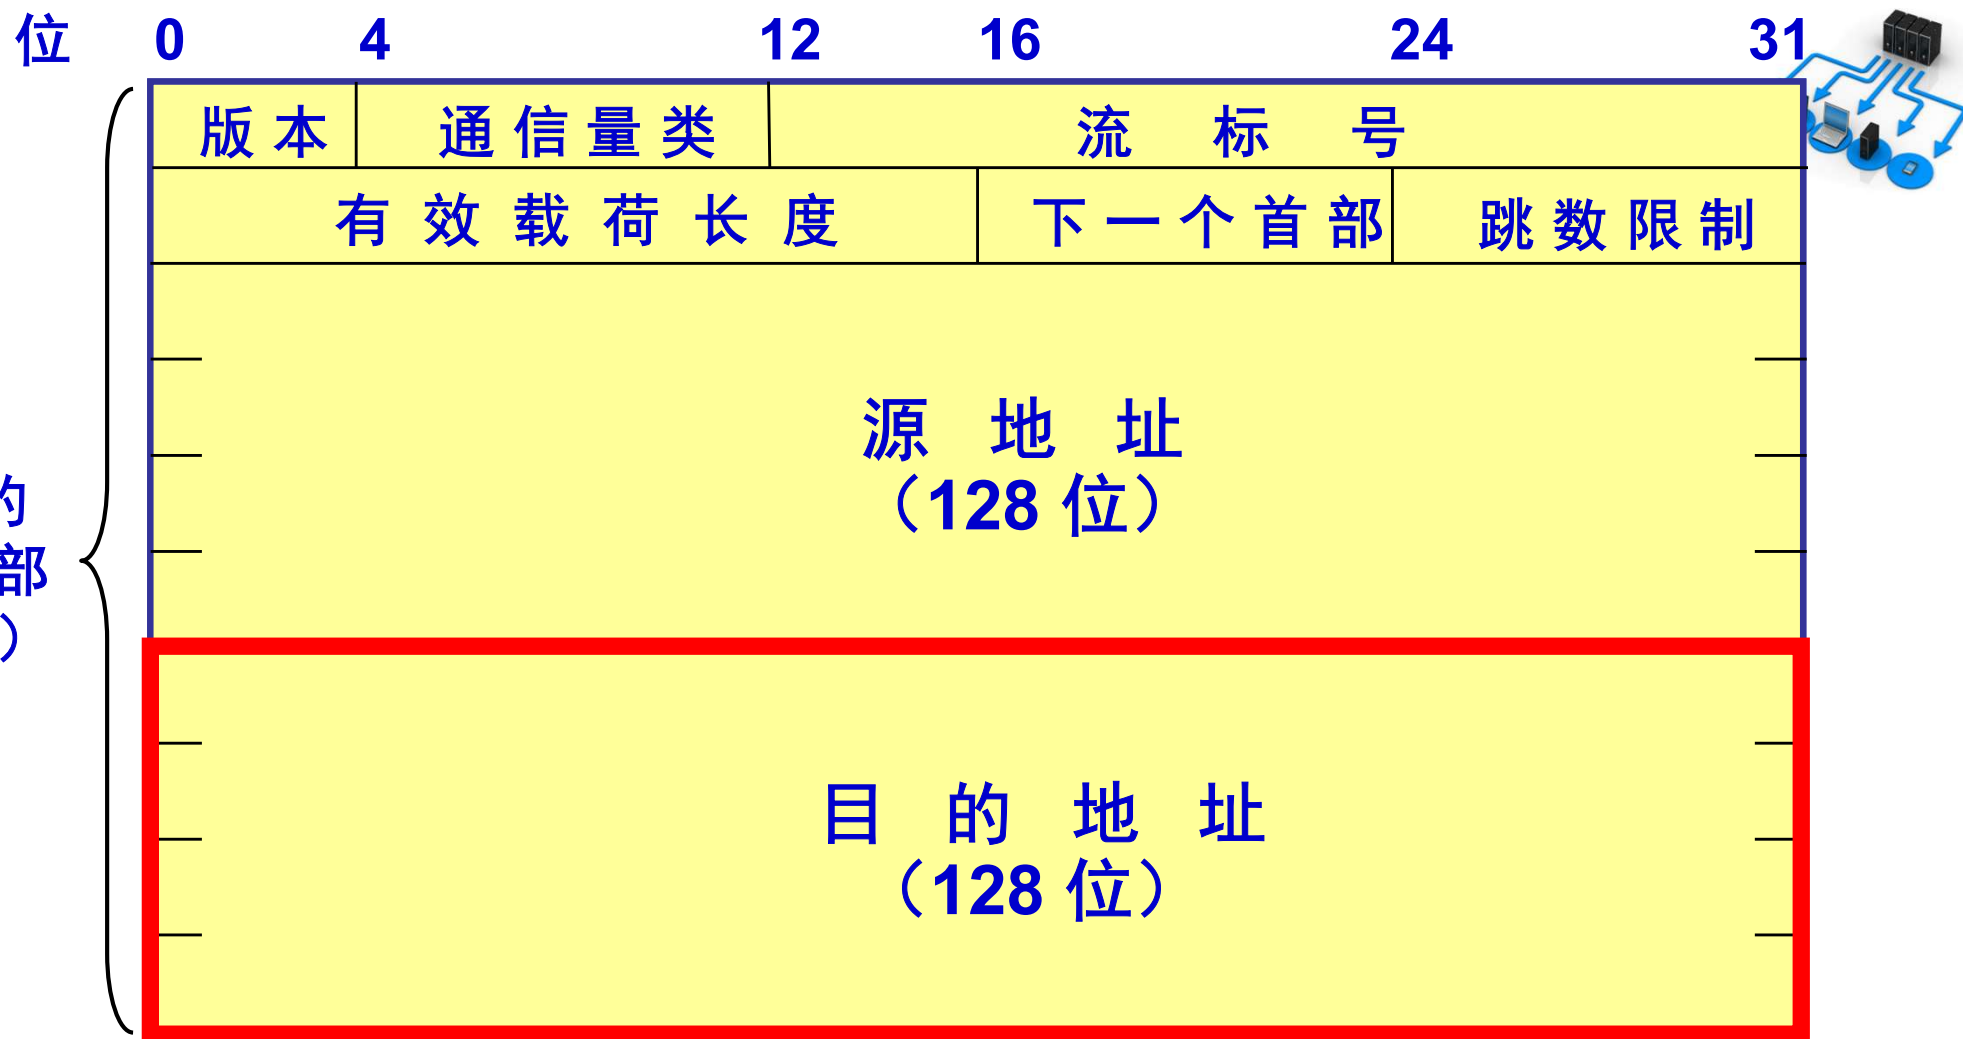 位 0 4 12 16 24 31
版本 通信量类 流标号
有效载荷长度 下一个首部 跳数限制
源地址
（128 位）
的
部
）
目的地址
（128 位）